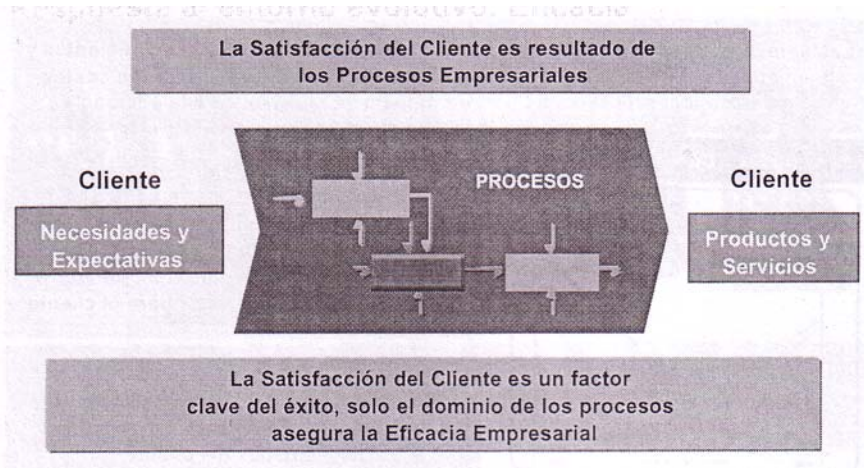 La Satisfacción del Cliente es resultado de
los Procesos Empresariales
Cliente
Necesidades y
Expectativas
PROCESOS
Cliente
Productos y
Servicios
La Satisfacción del Cliente es un factor
clave del éxito, solo el dominio de los procesos
asegura la Eficacia Empresarial